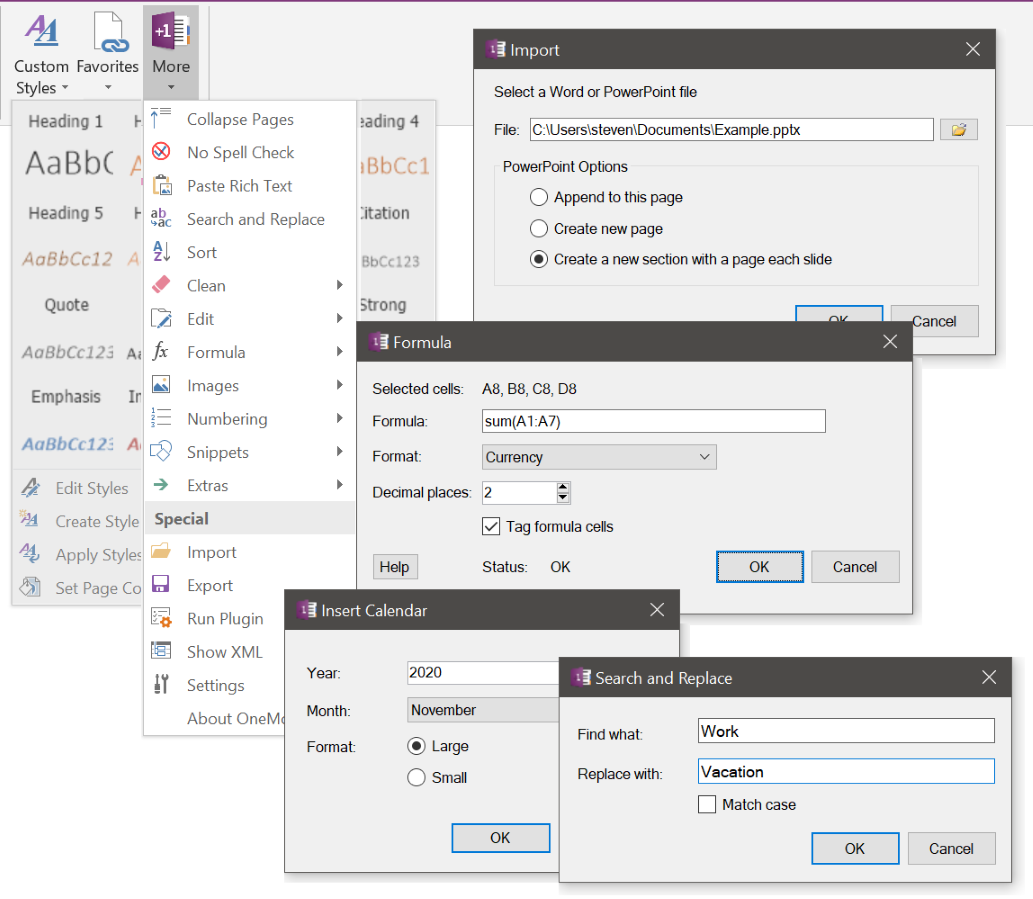 Custom Styles
Favorites
More
Heading 1
AaBb
Heading 5
AaBbCc12
Quote
AaBbCc123
Emphasis
AaBbCc123
Edit Styles
Create Style
Apply Styles
Set Page Co
eading 4
BbCc1
Citation
BbCc123
Strong
Collapse Pages
No Spell Check
Paste Rich Text
Search and Replace
Sort
Clean
Edit
Formula
Images
Numbering
Snippets
Extras
Special
Import
Export
Run Plugin
Show XML
Settings
About OneMo
Import
Select a Word or PowerPoint file
File: C:\Users\steven\Documents\Example.pptx
PowerPoint Options
Append to this page
Create new page
Create a new section with a page each slide
OK Cancel
Formula
Selected cells: A8, B8, C8, D8
Formula: sum(A1:A7)
Format: Currency
Decimal places: 2
Tag formula cells
Help Status: OK OK Cancel
Insert Calendar
Year: 2020
Month: November
Format: Large
Small
OK
Search and Replace
Find what: Work
Replace with: Vacation
Match case
OK Cancel